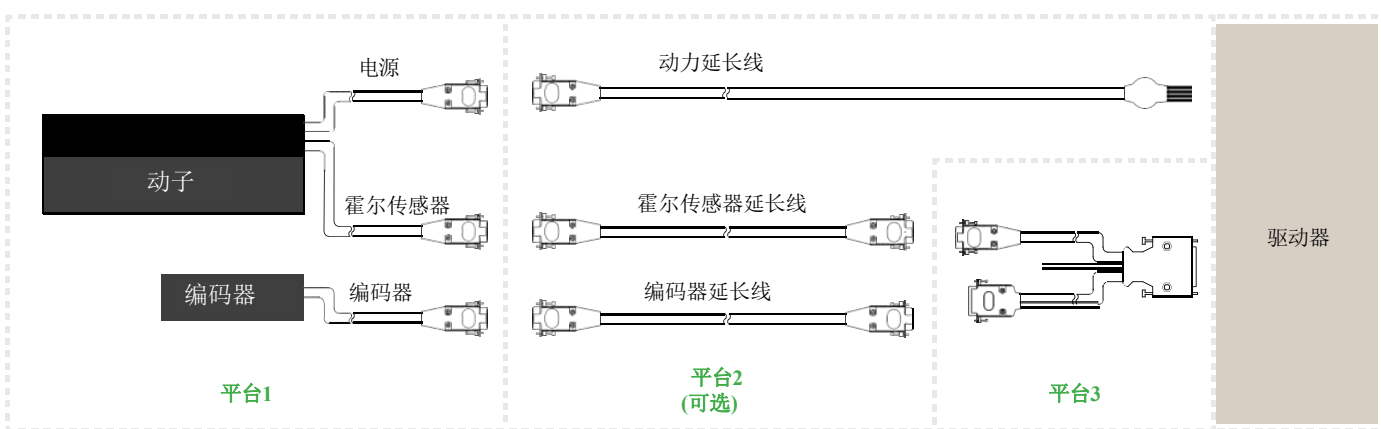 电源
动力延长线
动子
霍尔传感器
霍尔传感器延长线
驱动器
编码器
编码器
编码器延长线
平台1
平台2
(可选)
平台3